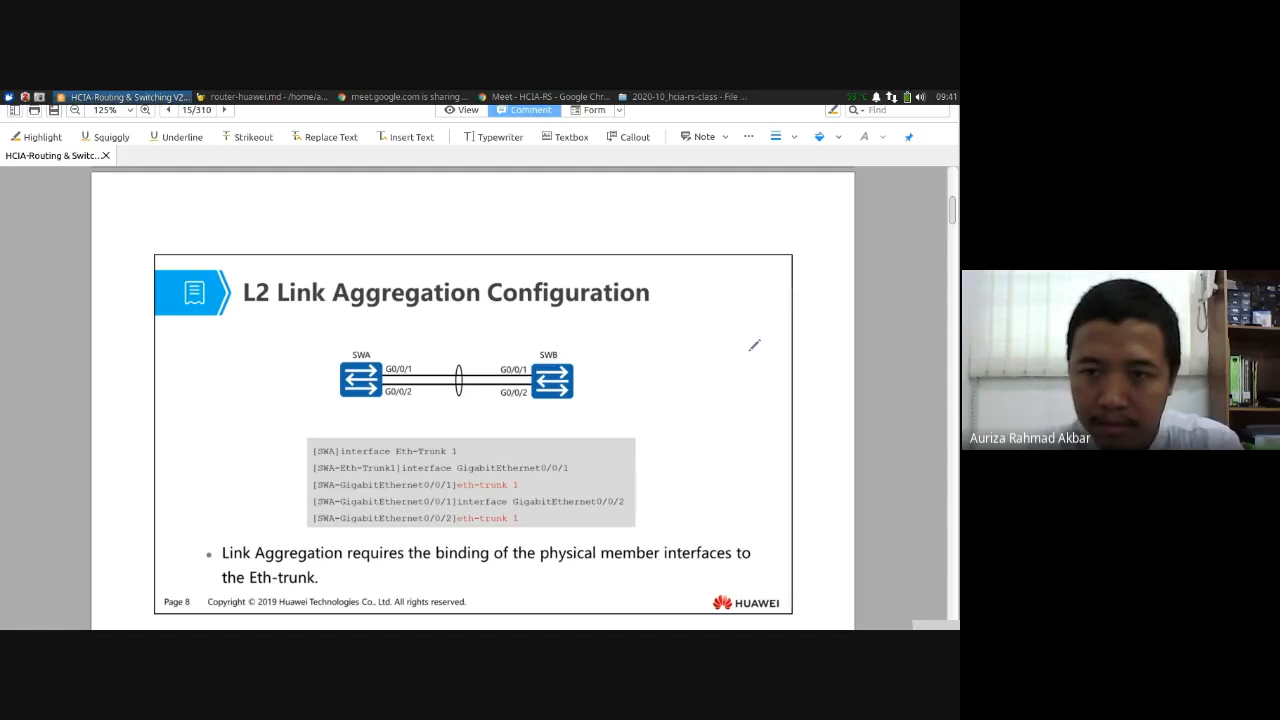 HCIA-Routing & Switching V2...
router-huawei.md - /home/a...
meet.google.com is sharing ...
Meet - HCIA-RS - Google Chr...
2020-10_hcia-rs-class - File ...
09:41
125%
15/310
View
Comment
Form
Find
Highlight
Squiggly
Underline
Strikeout
Replace Text
Insert Text
Typewriter
Textbox
Callout
Note
HCIA-Routing & Switc...
L2 Link Aggregation Configuration
SWA
SWB
G0/0/1
G0/0/1
G0/0/2
G0/0/2
[SWA]interface Eth-Trunk 1
[SWA-Eth-Trunk1]interface GigabitEthernet0/0/1
[SWA-GigabitEthernet0/0/1]eth-trunk 1
[SWA-GigabitEthernet0/0/1]interface GigabitEthernet0/0/2
[SWA-GigabitEthernet0/0/2]eth-trunk 1
• Link Aggregation requires the binding of the physical member interfaces to
the Eth-trunk.
Page 8 Copyright © 2019 Huawei Technologies Co., Ltd. All rights reserved.
HUAWEI
Auriza Rahmad Akbar